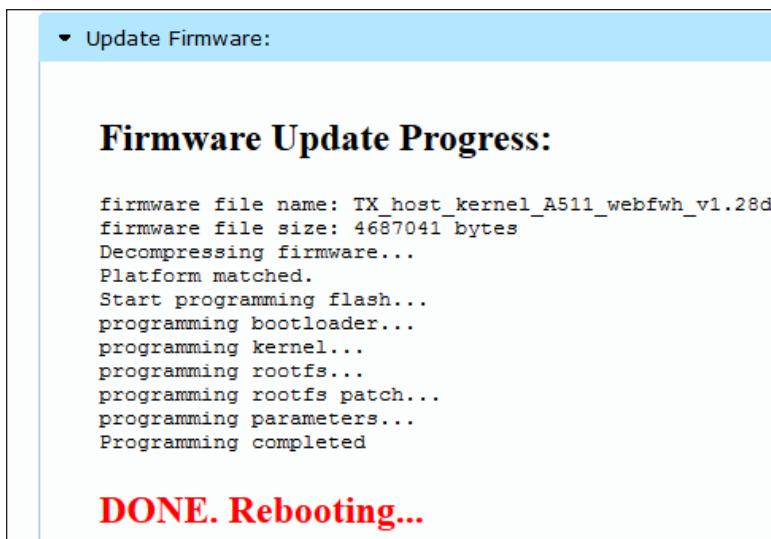 Update Firmware:
Firmware Update Progress:
firmware file name: TX_host_kernel_A511_webfwh_v1.28d
firmware file size: 4687041 bytes
Decompressing firmware...
Platform matched.
Start programming flash...
programming bootloader...
programming kernel...
programming rootfs...
programming rootfs patch...
programming parameters...
Programming completed
DONE. Rebooting...